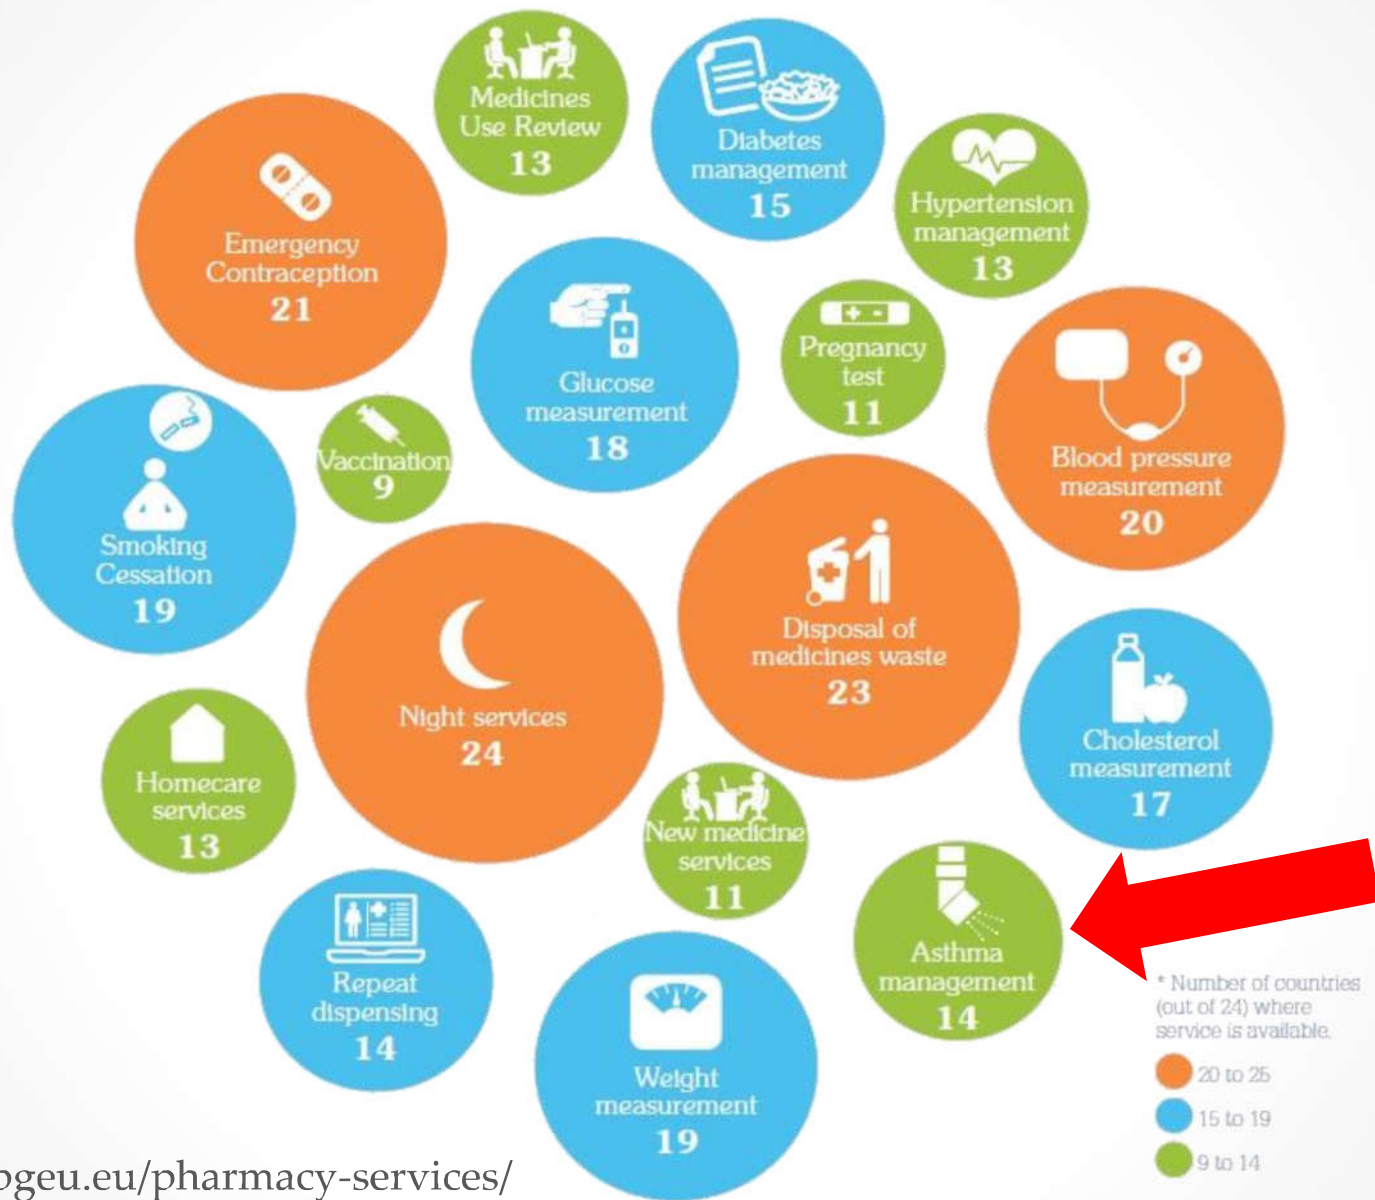 Medicines
Use Review
13
Diabetes
management
15
Hypertension
management
13
Emergency
Contraception
21
Glucose
measurement
18
Pregnancy
test
11
Blood pressure
measurement
20
Vaccination
9
Smoking
Cessation
19
Disposal of
medicines waste
23
Night services
24
Cholesterol
measurement
17
Homecare
services
13
New medicine
services
11
Asthma
management
14
Repeat
dispensing
14
Weight
measurement
19
* Number of countries
(out of 24) where
service is available.
20 to 25
15 to 19
9 to 14
ogeu.eu/pharmacy-services/